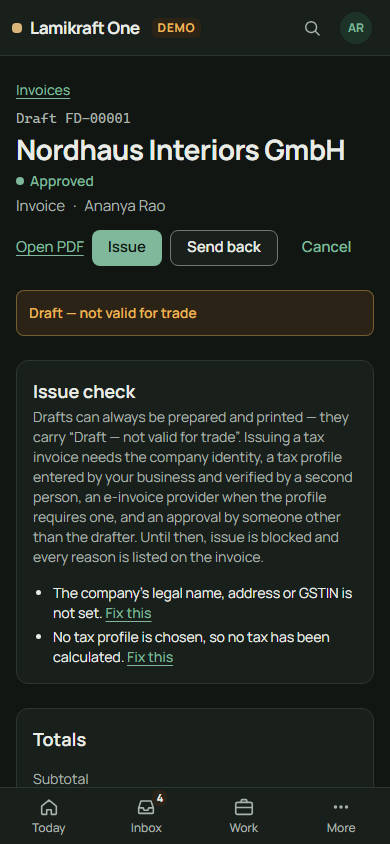 Lamikraft One DEMO AR
Invoices
Draft FD-00001
Nordhaus Interiors GmbH
Approved
Invoice · Ananya Rao
Open PDF Issue Send back Cancel
Draft — not valid for trade
Issue check
Drafts can always be prepared and printed — they
carry “Draft — not valid for trade”. Issuing a tax
invoice needs the company identity, a tax profile
entered by your business and verified by a second
person, an e-invoice provider when the profile
requires one, and an approval by someone other
than the drafter. Until then, issue is blocked and
every reason is listed on the invoice.
• The company’s legal name, address or GSTIN is
not set. Fix this
• No tax profile is chosen, so no tax has been
calculated. Fix this
Totals
Subtotal
4
Today Inbox Work More